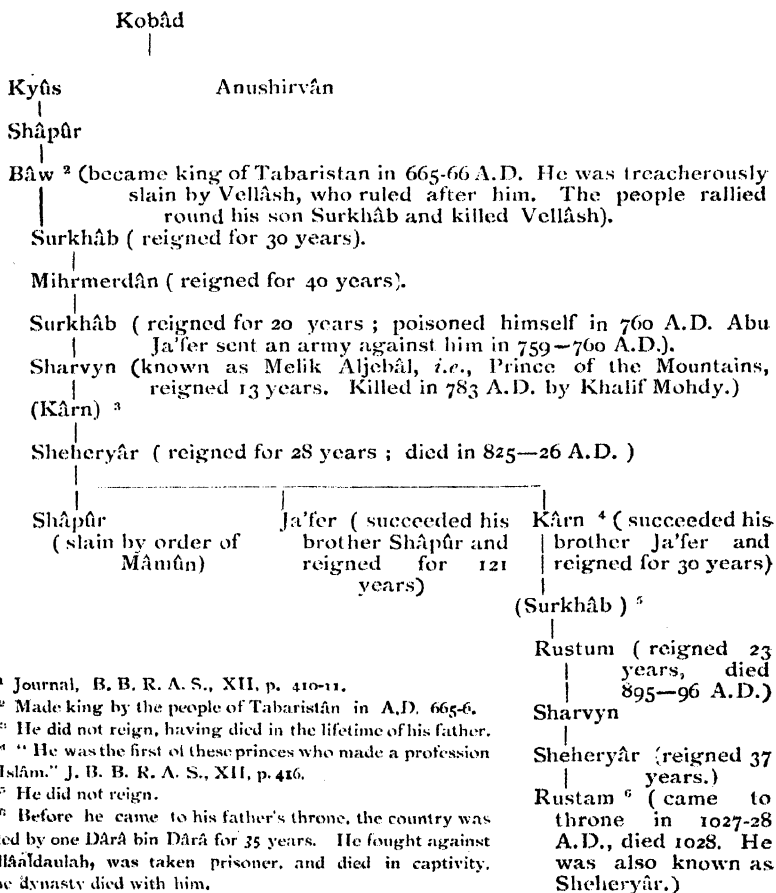 Kobâd
Kyûs Anushirvân
Shâpûr
Bâw ² (became king of Tabaristan in 665-66 A.D. He was treacherously
slain by Vellâsh, who ruled after him. The people rallied
round his son Surkhâb and killed Vellâsh).
Surkhâb ( reigned for 30 years).
Mihrmerdân ( reigned for 40 years).
Surkhâb ( reigned for 20 years ; poisoned himself in 760 A.D. Abu
Ja'fer sent an army against him in 759—760 A.D.).
Sharvyn (known as Melik Aljebâl, i.e., Prince of the Mountains,
reigned 13 years. Killed in 783 A.D. by Khalif Mohdy.)
(Kârn) ³
Sheheryâr ( reigned for 28 years ; died in 825—26 A.D. )
Shâpûr
( slain by order of
Mâmûn)
Ja'fer ( succeeded his
brother Shâpûr and
reigned for 121
years)
Kârn ⁴ ( succeeded his
brother Ja'fer and
reigned for 30 years)
(Surkhâb ) ⁵
Rustum ( reigned 23
years, died
895—96 A.D.)
Sharvyn
Sheheryâr (reigned 37
years.)
Rustam ⁶ ( came to
throne in 1027-28
A.D., died 1028. He
was also known as
Sheheryâr.)
¹ Journal, B. B. R. A. S., XII, p. 410-11.
² Made king by the people of Tabaristân in A.D. 665-6.
³ He did not reign, having died in the lifetime of his father.
⁴ " He was the first of these princes who made a profession
Islâm." J. B. B. R. A. S., XII, p. 416.
⁵ He did not reign.
⁶ Before he came to his father's throne, the country was
by one Dârâ bin Dârâ for 35 years. He fought against
was taken prisoner, and died in captivity.
dynasty died with him.